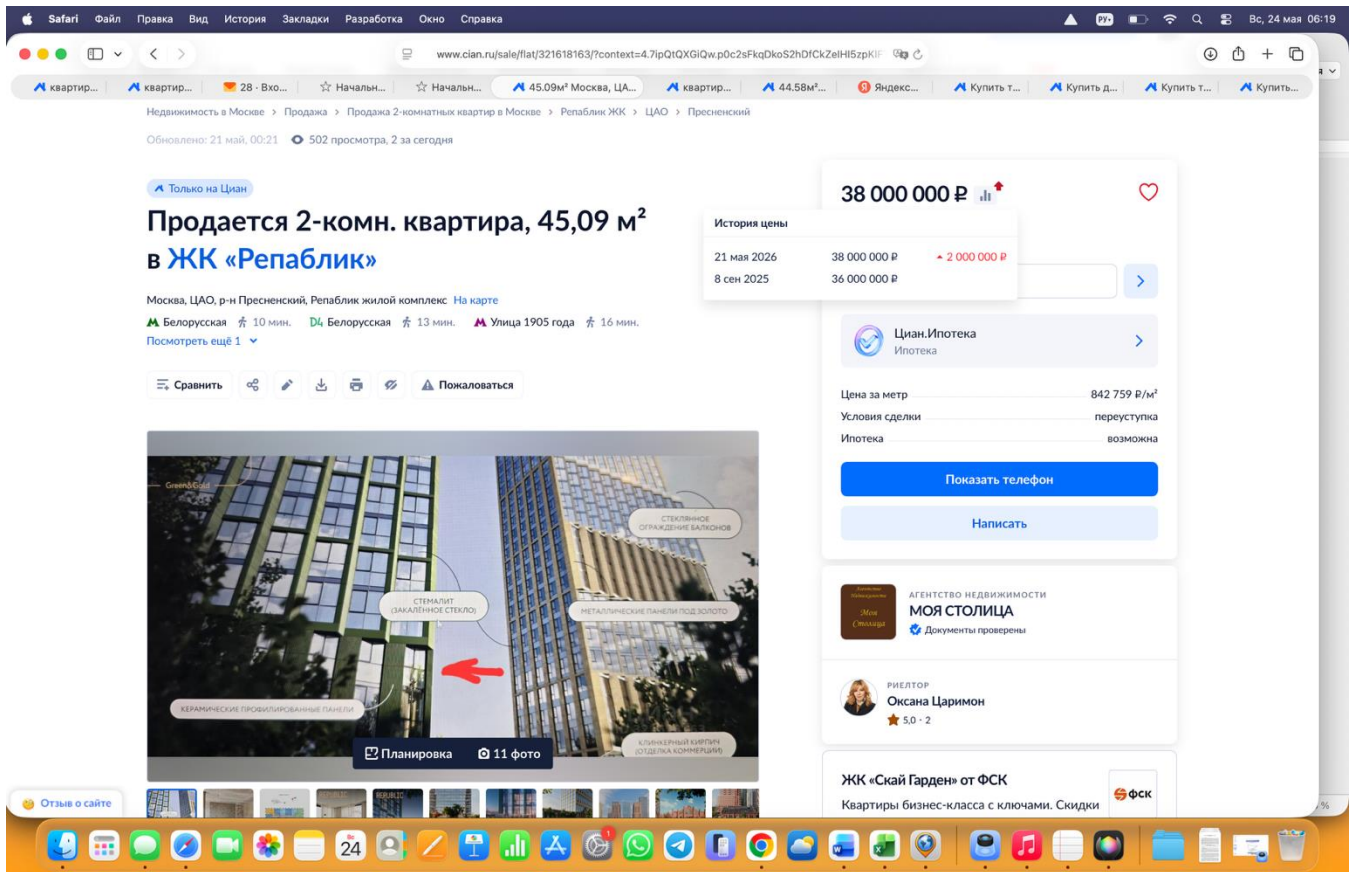 Safari Файл Правка Вид История Закладки Разработка Окно Справка
РУ Вс, 24 мая 06:19
www.cian.ru/sale/flat/321618163/?context=
квартир... квартир... 28 · Вхо... Начальн... Начальн... 45.09м² Москва, ЦА... квартир... 44.58м²... Яндекс... Купить т... Купить д... Купить т... Купить...
Недвижимость в Москве > Продажа > Продажа 2-комнатных квартир в Москве > Репаблик ЖК > ЦАО > Пресненский
Обновлено: 21 май, 00:21 502 просмотра, 2 за сегодня
Только на Циан
Продается 2-комн. квартира, 45,09 м²
в ЖК «Репаблик»
Москва, ЦАО, р-н Пресненский, Репаблик жилой комплекс На карте
Белорусская 10 мин. D4 Белорусская 13 мин. Улица 1905 года 16 мин.
Посмотреть ещё 1
Сравнить Пожаловаться
Green&Gold
СТЕКЛЯННОЕ
ОГРАЖДЕНИЕ БАЛКОНОВ
СТЕМАЛИТ
(ЗАКАЛЁННОЕ СТЕКЛО)
МЕТАЛЛИЧЕСКИЕ ПАНЕЛИ ПОД ЗОЛОТО
КЕРАМИЧЕСКИЕ ПРОФИЛИРОВАННЫЕ ПАНЕЛИ
КЛИНКЕРНЫЙ КИРПИЧ
(ОТДЕЛКА КОММЕРЦИИ)
Планировка 11 фото
REPUBLIC
38 000 000 ₽
История цены
21 мая 2026 38 000 000 ₽ 2 000 000 ₽
8 сен 2025 36 000 000 ₽
Циан.Ипотека
Ипотека
Цена за метр 842 759 ₽/м²
Условия сделки переуступка
Ипотека возможна
Показать телефон
Написать
Агентство Недвижимости
Моя Столица
АГЕНТСТВО НЕДВИЖИМОСТИ
МОЯ СТОЛИЦА
Документы проверены
РИЕЛТОР
Оксана Царимон
5,0 · 2
ЖК «Скай Гарден» от ФСК
Квартиры бизнес-класса с ключами. Скидки
ФСК
Отзыв о сайте
%
Вс
24
1